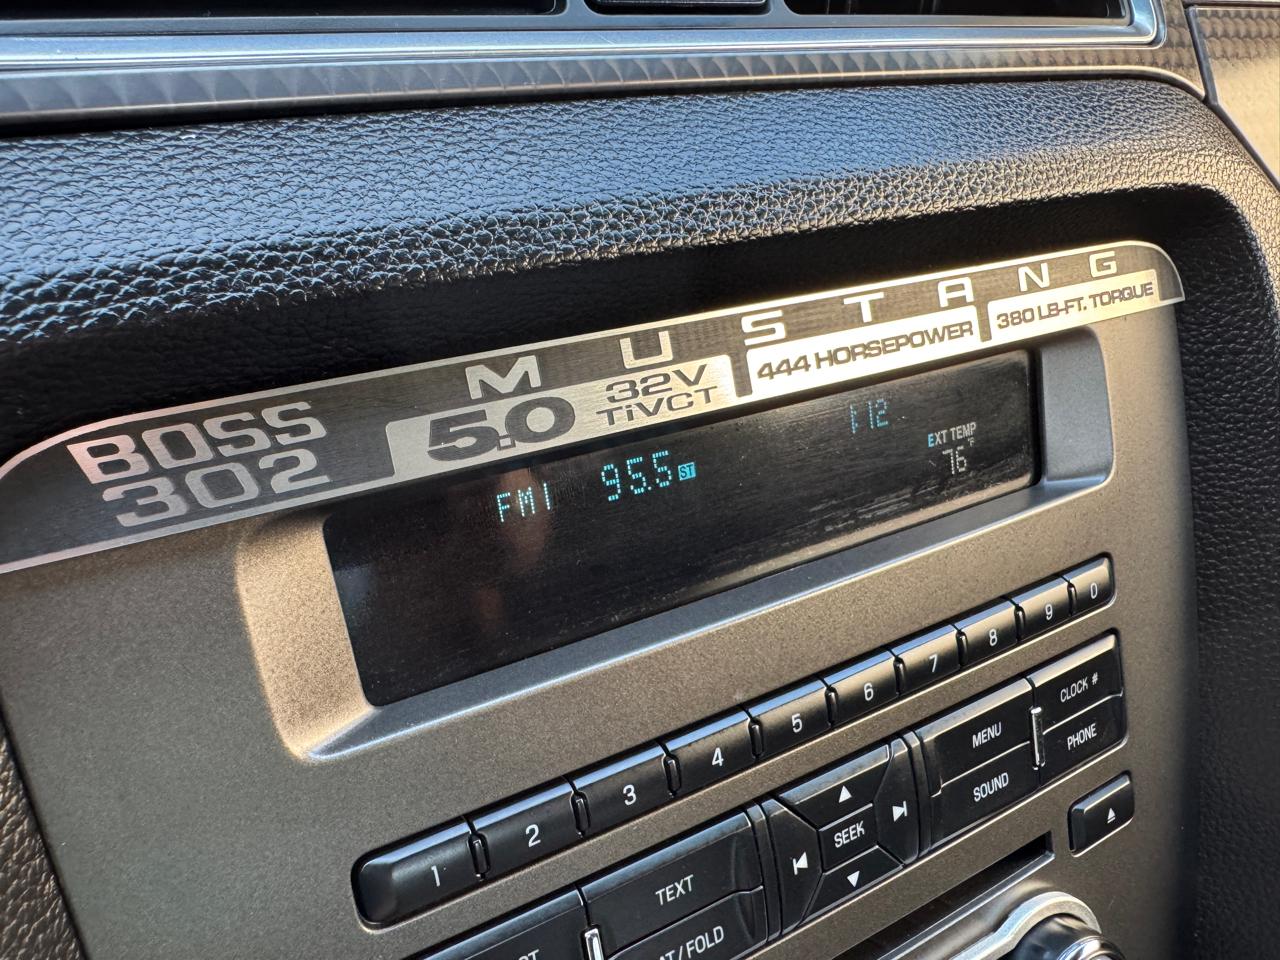 MUSTANG
BOSS
302
5.0
32V
TiVCT
444 HORSEPOWER
380 LB-FT. TORQUE
FM1 95.5 ST
1:12
EXT TEMP
76°F
1 2 3 4 5 6 7 8 9 0
TEXT
SEEK
MENU
SOUND
CLOCK #
PHONE
/FOLD